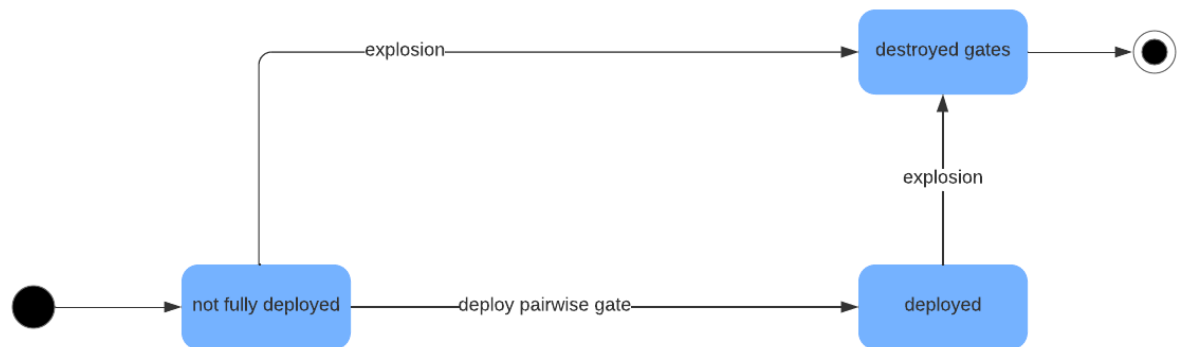 explosion
destroyed gates
explosion
not fully deployed
deploy pairwise gate
deployed